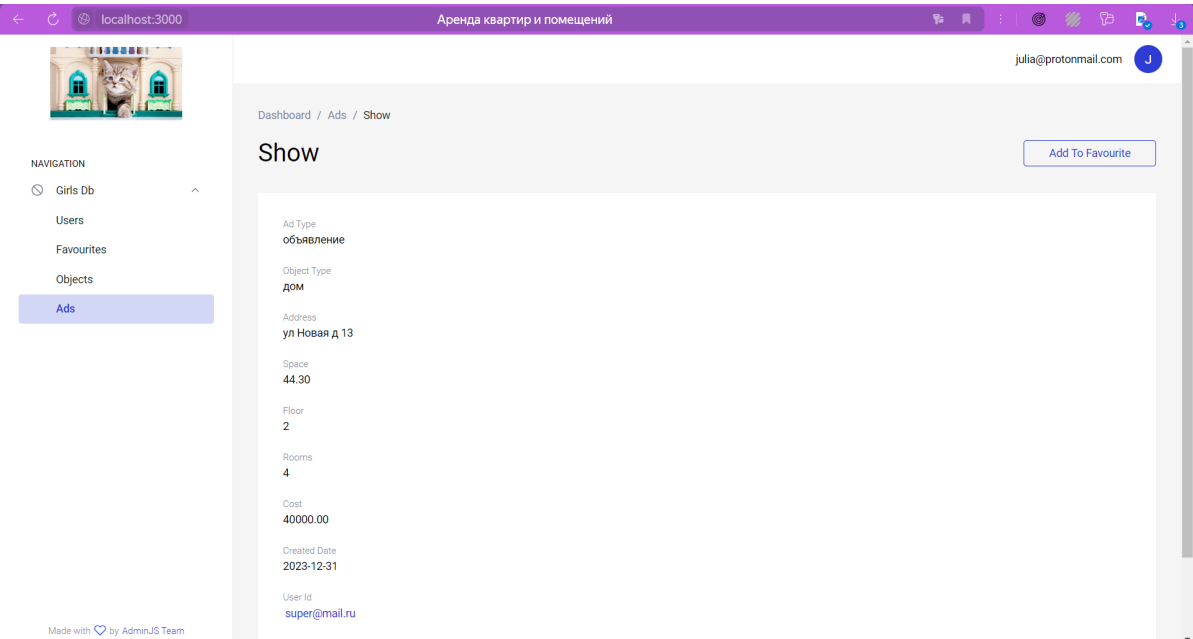 localhost:3000
Аренда квартир и помещений
3
julia@protonmail.com
J
Dashboard / Ads / Show
Show
Add To Favourite
NAVIGATION
Girls Db
Users
Favourites
Objects
Ads
Ad Type
объявление
Object Type
дом
Address
ул Новая д 13
Space
44.30
Floor
2
Rooms
4
Cost
40000.00
Created Date
2023-12-31
User Id
super@mail.ru
Made with by AdminJS Team